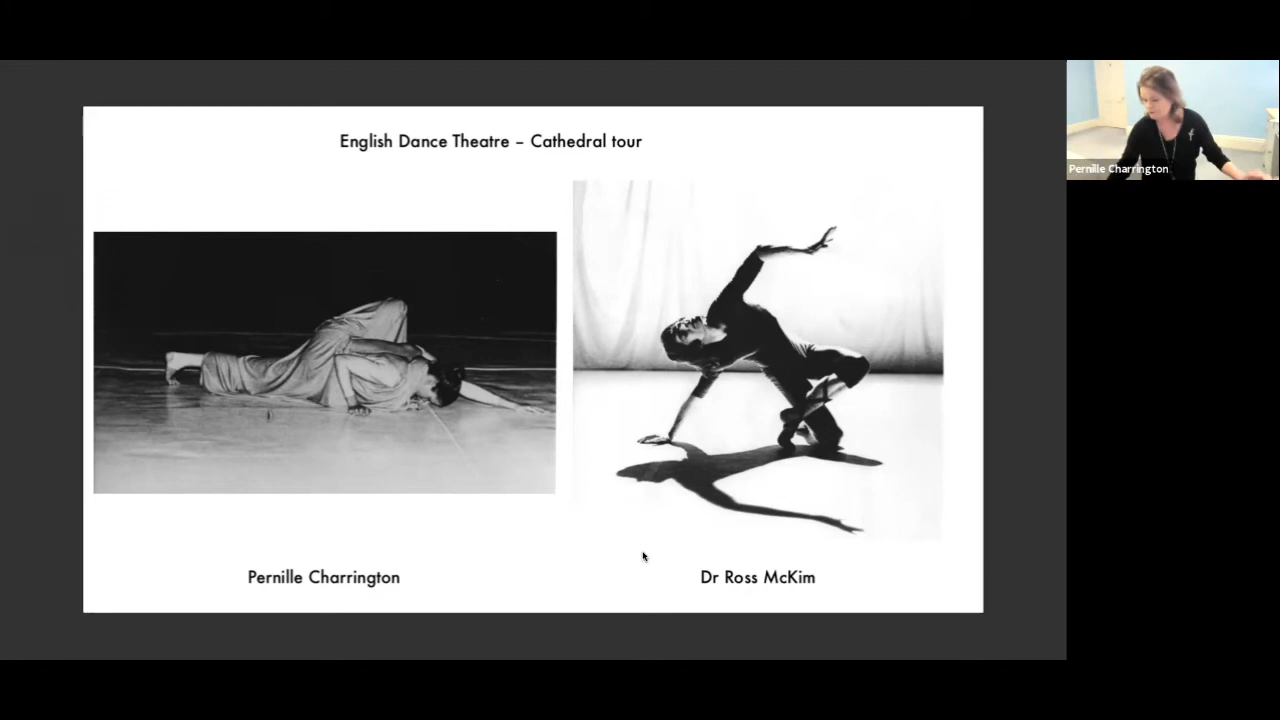 English Dance Theatre – Cathedral tour
Pernille Charrington
Pernille Charrington
Dr Ross McKim